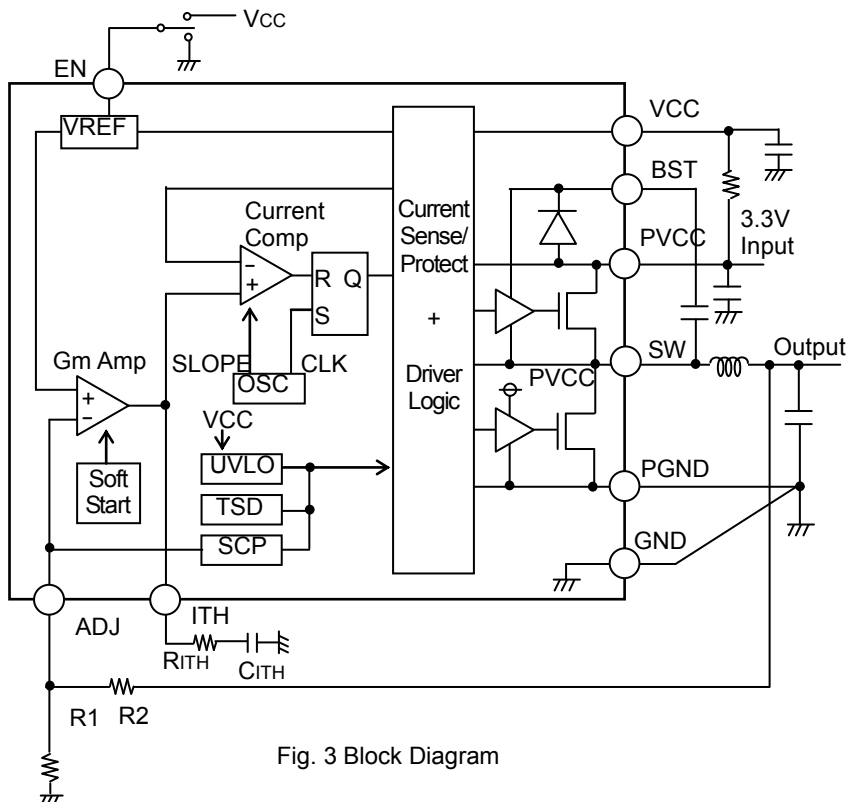 VCC
EN
VREF
VCC
BST
Current
Comp
Current
Sense/
Protect
+
Driver
Logic
3.3V
Input
PVCC
−
+
R Q
S
Gm Amp
SLOPE
CLK
OSC
SW
Output
PVCC
+
−
VCC
UVLO
Soft
Start
TSD
PGND
SCP
GND
ADJ
ITH
RITH
CITH
R1
R2
Fig. 3 Block Diagram